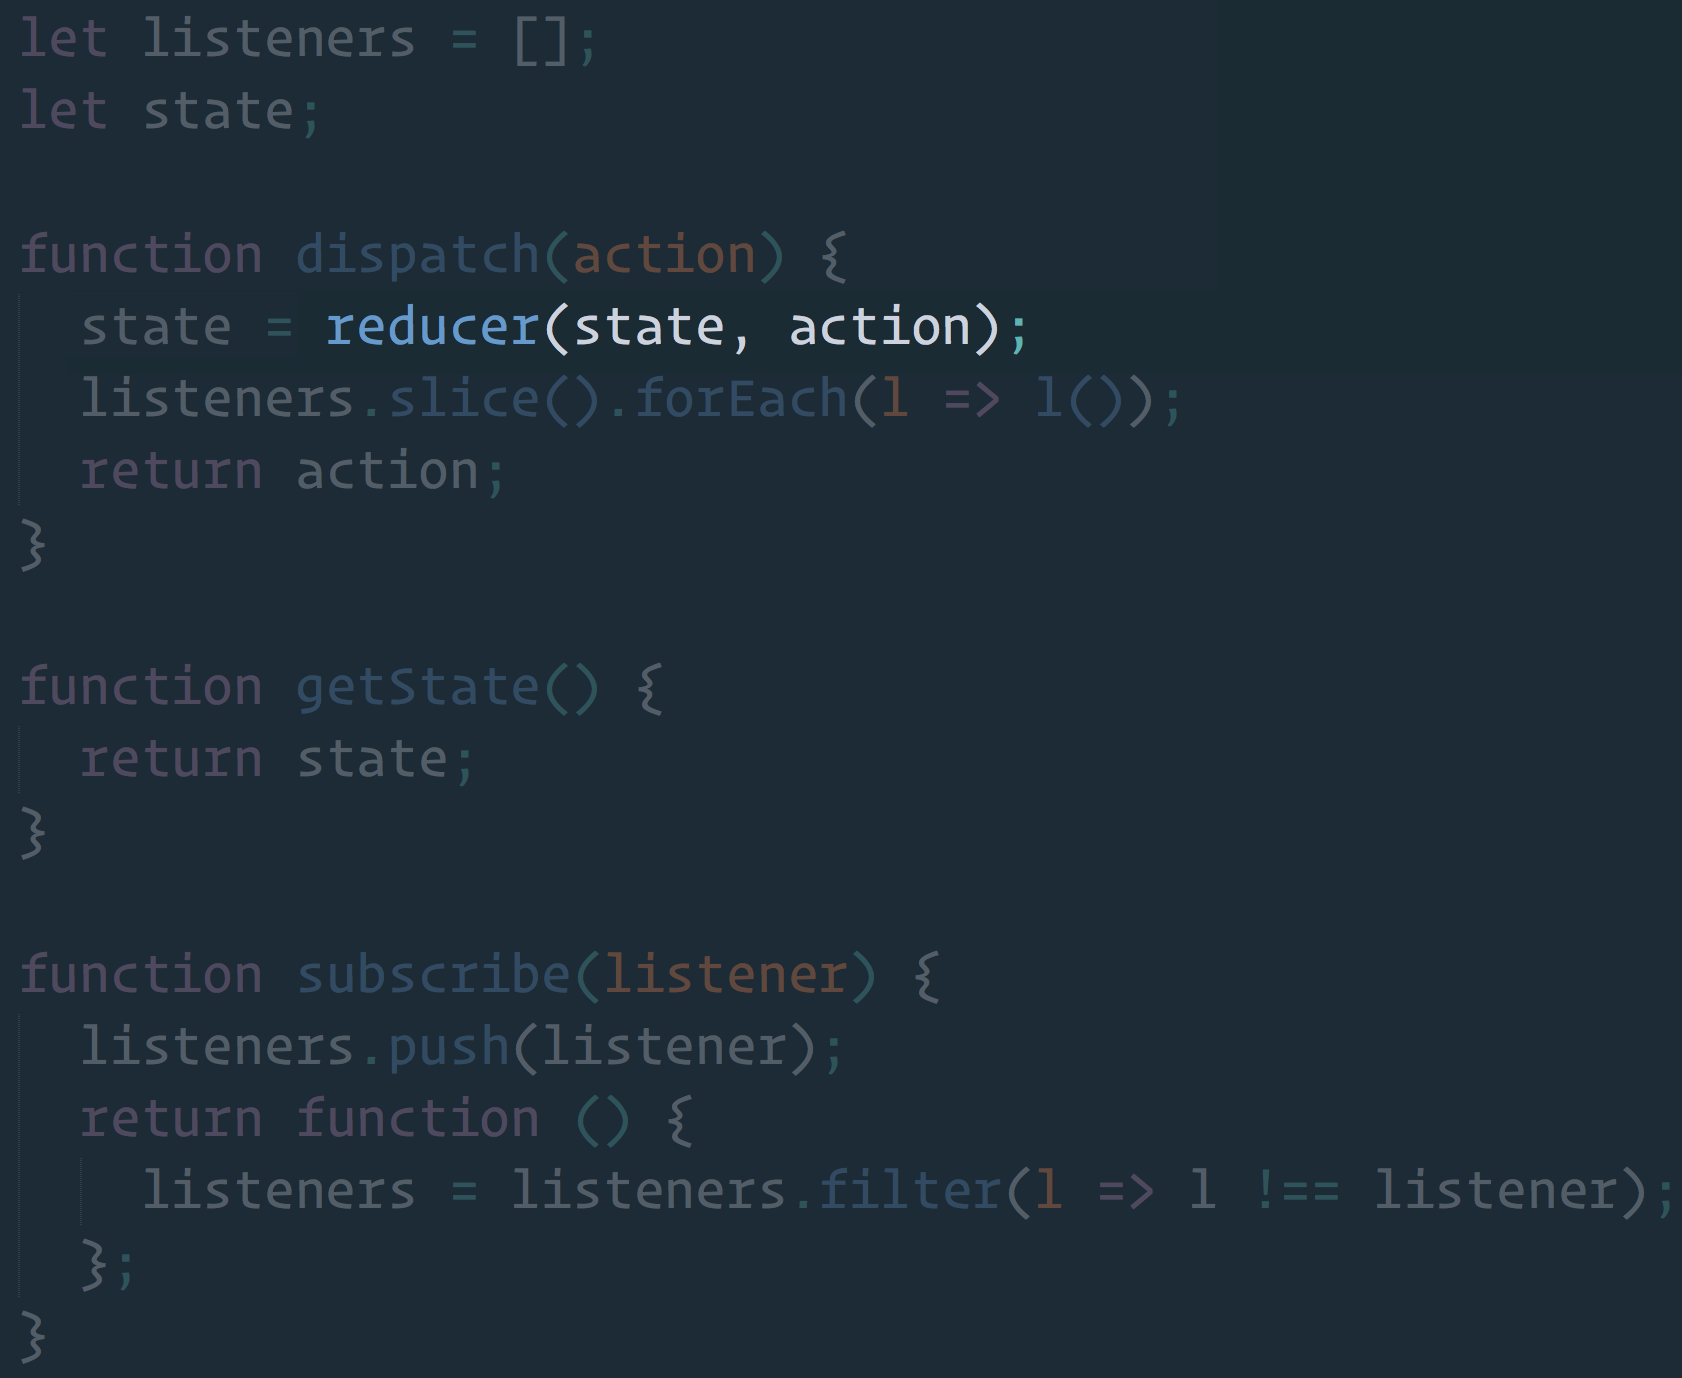 let listeners = [];
let state;
function dispatch(action) {
state = reducer(state, action);
listeners.slice().forEach(l => l());
return action;
}
function getState() {
return state;
}
function subscribe(listener) {
listeners.push(listener);
return function () {
listeners = listeners.filter(l => l !== listener);
};
}